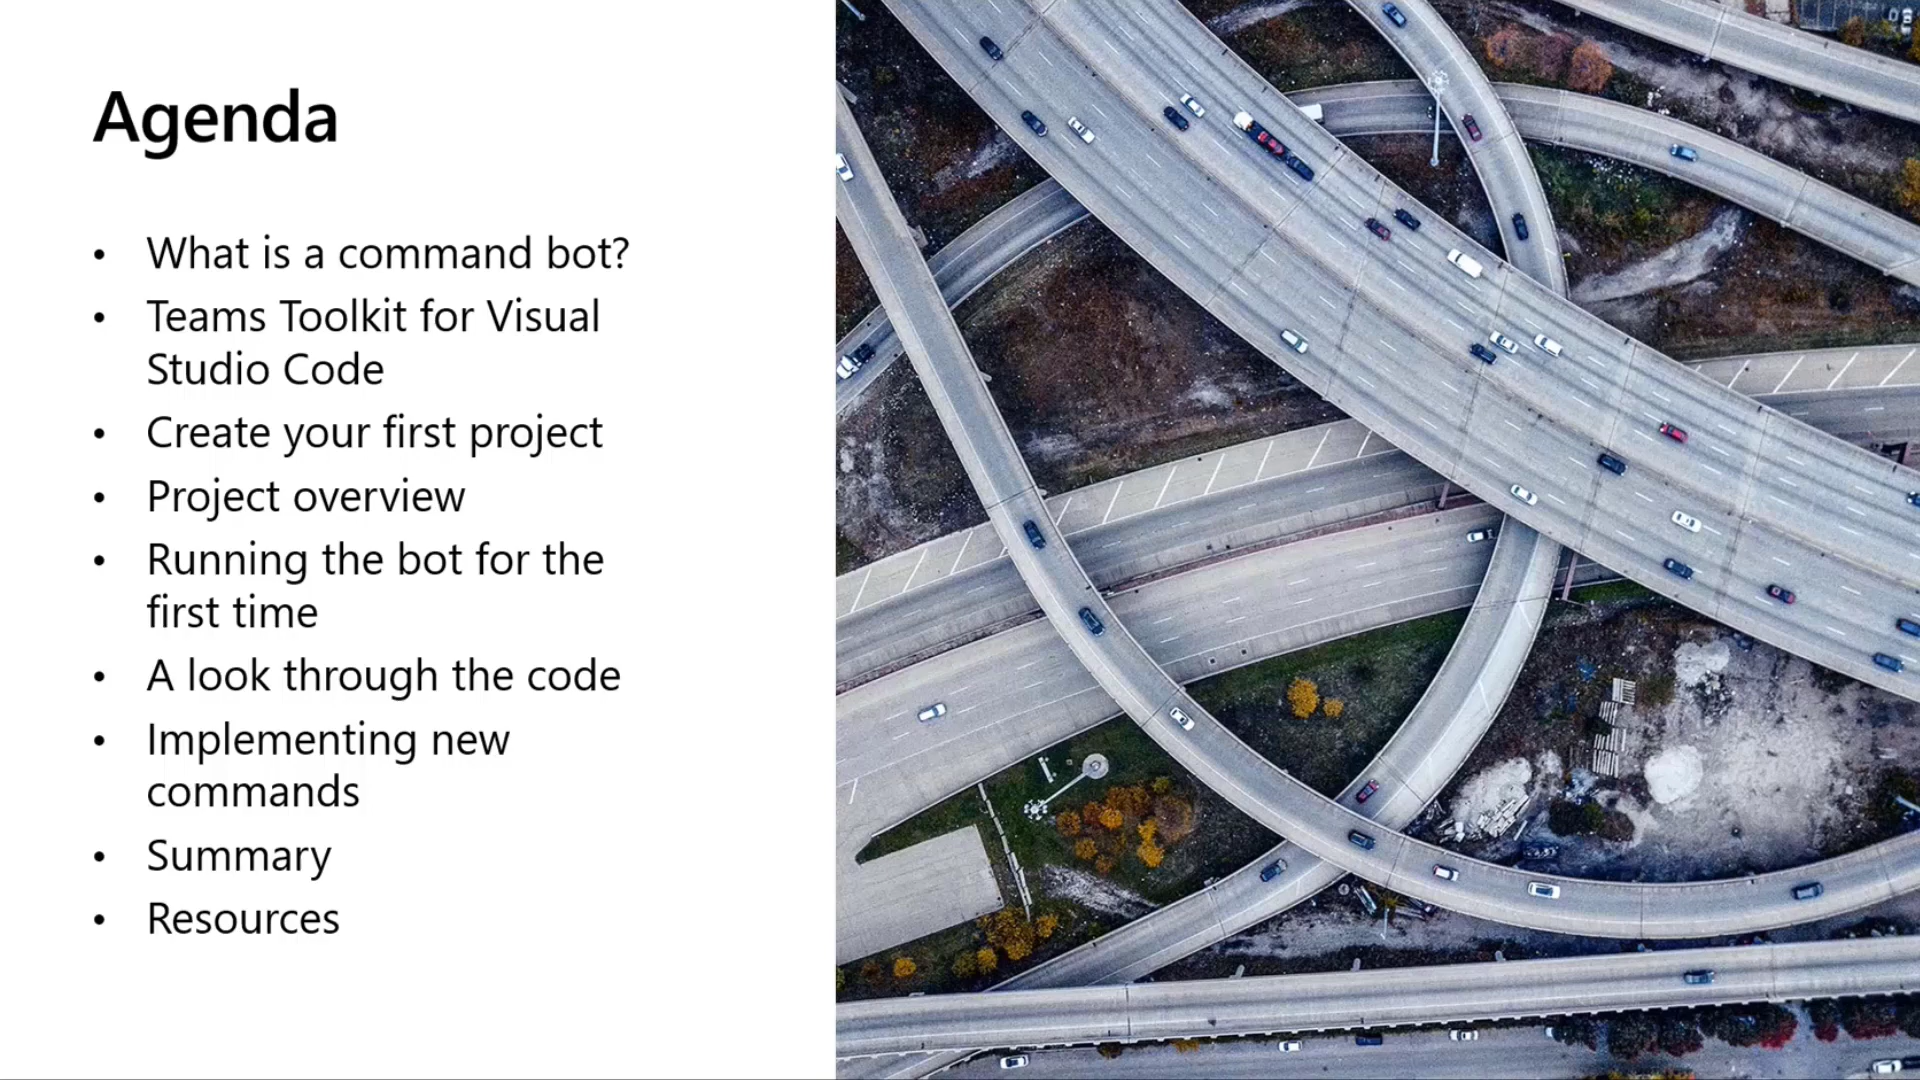 Agenda
• What is a command bot?
• Teams Toolkit for Visual
Studio Code
• Create your first project
• Project overview
• Running the bot for the
first time
• A look through the code
• Implementing new
commands
• Summary
• Resources